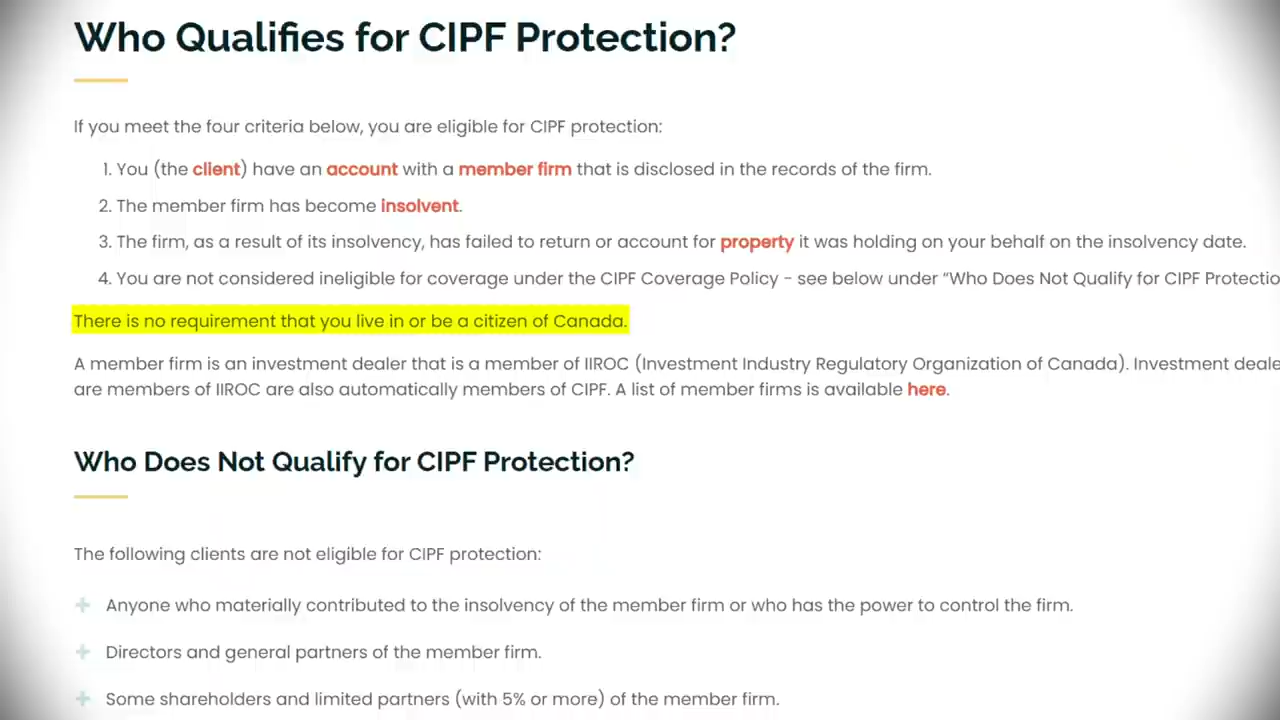 Who Qualifies for CIPF Protection?
If you meet the four criteria below, you are eligible for CIPF protection:
1. You (the client) have an account with a member firm that is disclosed in the records of the firm.
2. The member firm has become insolvent.
3. The firm, as a result of its insolvency, has failed to return or account for property it was holding on your behalf on the insolvency date.
4. You are not considered ineligible for coverage under the CIPF Coverage Policy - see below under “Who Does Not Qualify for CIPF Protectio
There is no requirement that you live in or be a citizen of Canada.
A member firm is an investment dealer that is a member of IIROC (Investment Industry Regulatory Organization of Canada). Investment deale
are members of IIROC are also automatically members of CIPF. A list of member firms is available here.
Who Does Not Qualify for CIPF Protection?
The following clients are not eligible for CIPF protection:
Anyone who materially contributed to the insolvency of the member firm or who has the power to control the firm.
Directors and general partners of the member firm.
Some shareholders and limited partners (with 5% or more) of the member firm.